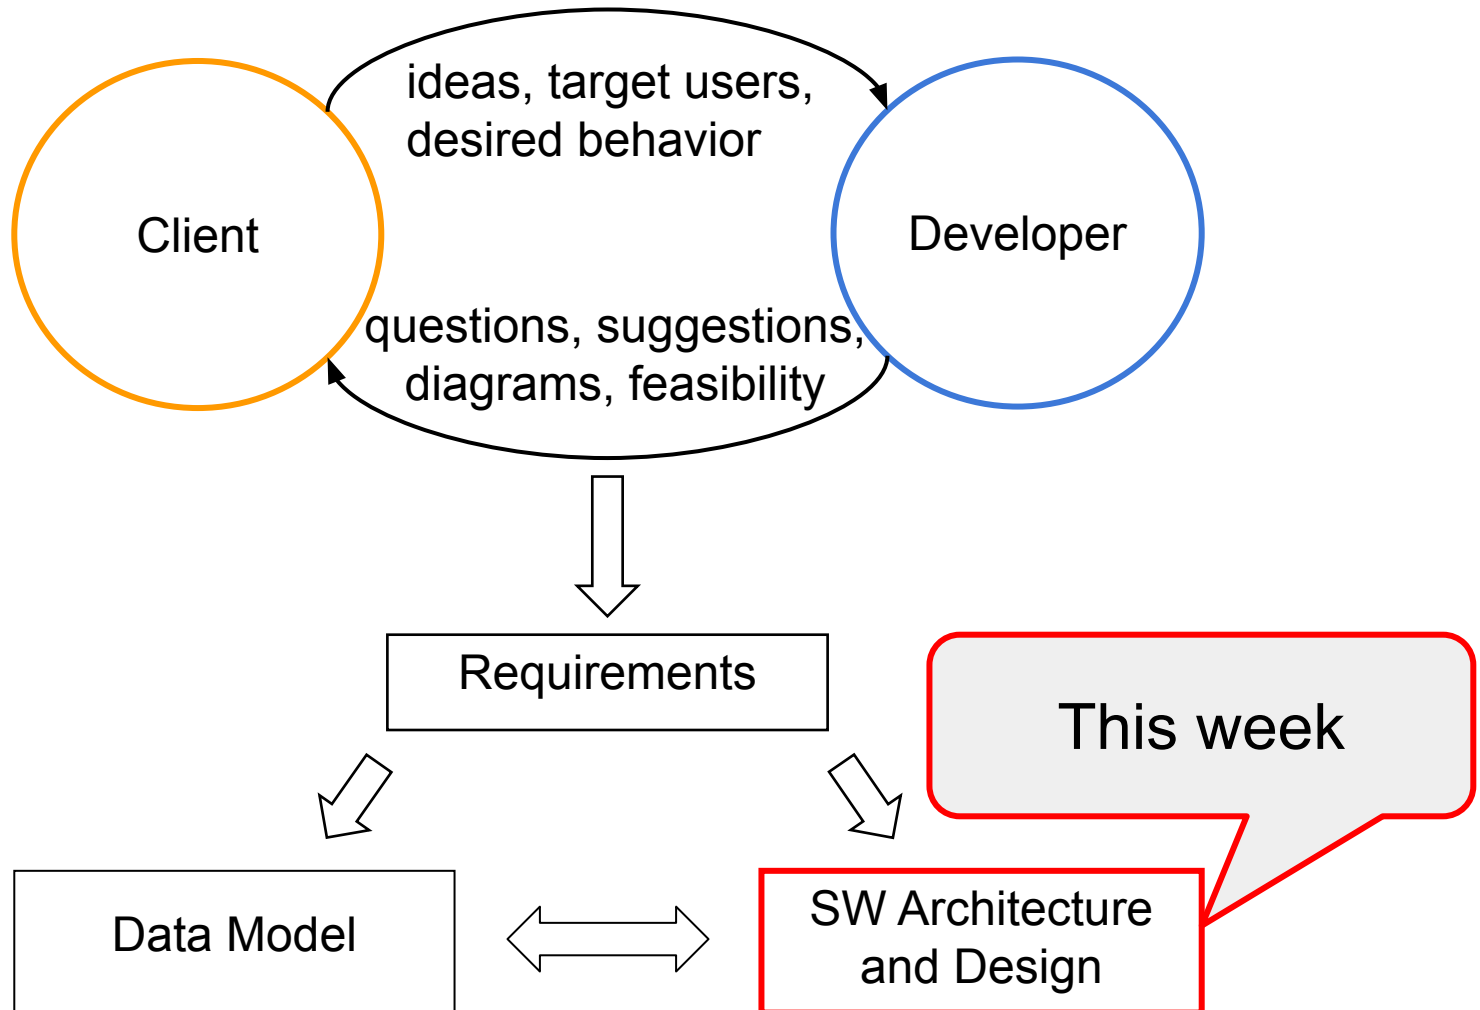 ideas, target users,
desired behavior
Client
Developer
questions, suggestions,
diagrams, feasibility
Requirements
This week
Data Model
SW Architecture
and Design